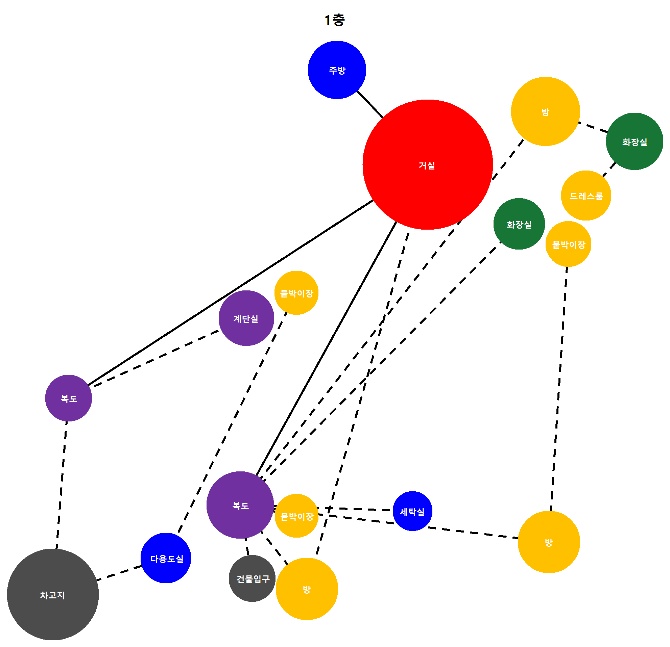 1층
주방
방
화장실
거실
드레스룸
화장실
붙박이장
붙박이장
계단실
복도
복도
붙박이장
세탁실
방
다용도실
건물입구
방
차고지